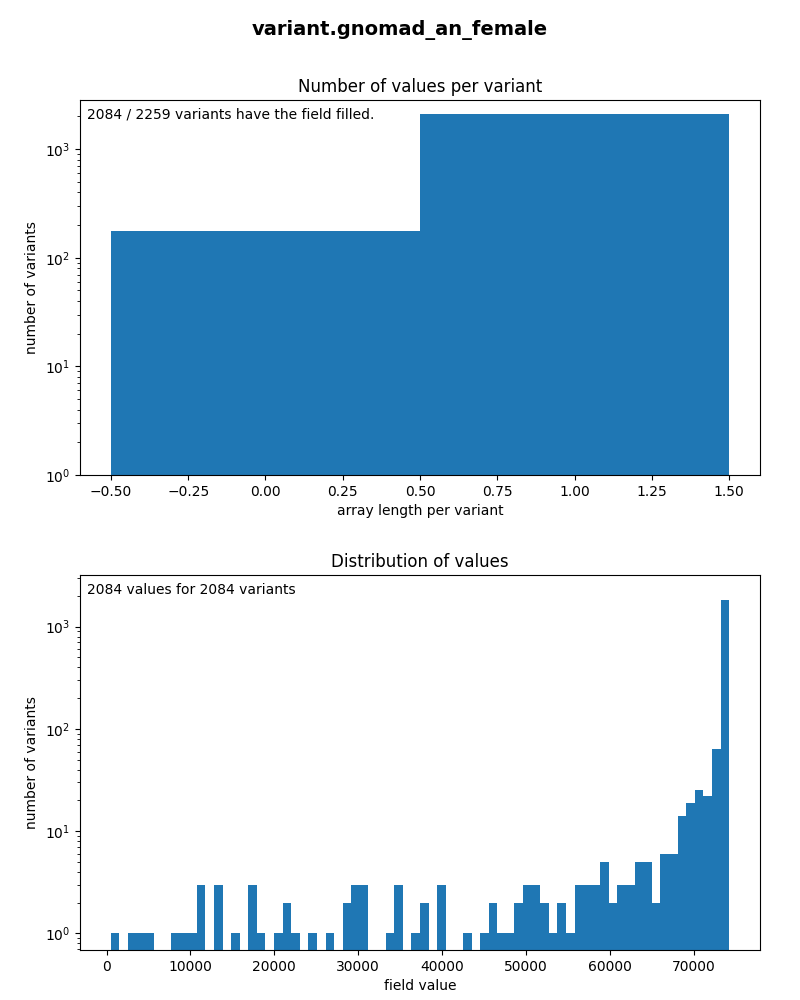 variant.gnomad_an_female
Number of values per variant
2084 / 2259 variants have the field filled.
10³
10²
10¹
10⁰
number of variants
−0.50 −0.25 0.00 0.25 0.50 0.75 1.00 1.25 1.50
array length per variant
Distribution of values
2084 values for 2084 variants
10³
10²
10¹
10⁰
number of variants
0 10000 20000 30000 40000 50000 60000 70000
field value